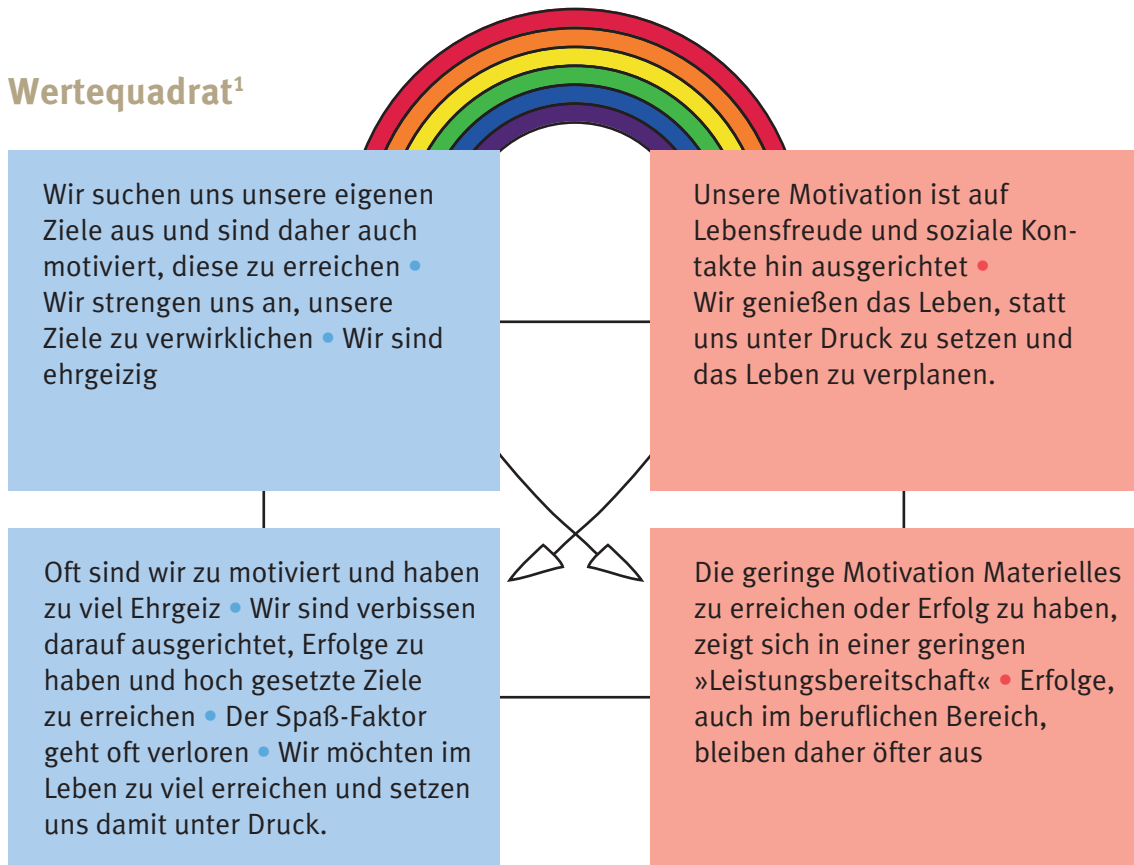 Wertequadrat¹
Wir suchen uns unsere eigenen
Ziele aus und sind daher auch
motiviert, diese zu erreichen •
Wir strengen uns an, unsere
Ziele zu verwirklichen • Wir sind
ehrgeizig
Unsere Motivation ist auf
Lebensfreude und soziale Kon-
takte hin ausgerichtet •
Wir genießen das Leben, statt
uns unter Druck zu setzen und
das Leben zu verplanen.
Oft sind wir zu motiviert und haben
zu viel Ehrgeiz • Wir sind verbissen
darauf ausgerichtet, Erfolge zu
haben und hoch gesetzte Ziele
zu erreichen • Der Spaß-Faktor
geht oft verloren • Wir möchten im
Leben zu viel erreichen und setzen
uns damit unter Druck.
Die geringe Motivation Materielles
zu erreichen oder Erfolg zu haben,
zeigt sich in einer geringen
»Leistungsbereitschaft« • Erfolge,
auch im beruflichen Bereich,
bleiben daher öfter aus